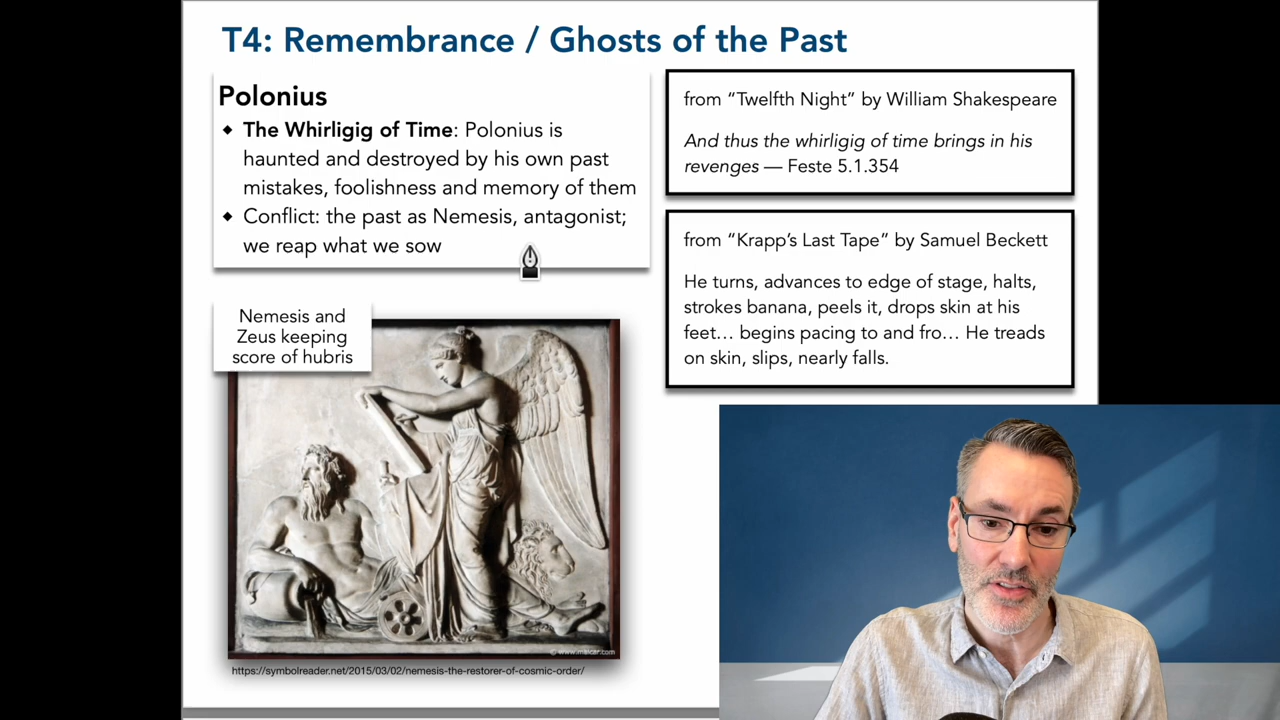 T4: Remembrance / Ghosts of the Past
Polonius
◆ The Whirligig of Time: Polonius is
haunted and destroyed by his own past
mistakes, foolishness and memory of them
◆ Conflict: the past as Nemesis, antagonist;
we reap what we sow
from “Twelfth Night” by William Shakespeare
And thus the whirligig of time brings in his
revenges — Feste 5.1.354
from “Krapp’s Last Tape” by Samuel Beckett
He turns, advances to edge of stage, halts,
strokes banana, peels it, drops skin at his
feet… begins pacing to and fro… He treads
on skin, slips, nearly falls.
Nemesis and
Zeus keeping
score of hubris
© www.maicar.com
https://symbolreader.net/2015/03/02/nemesis-the-restorer-of-cosmic-order/